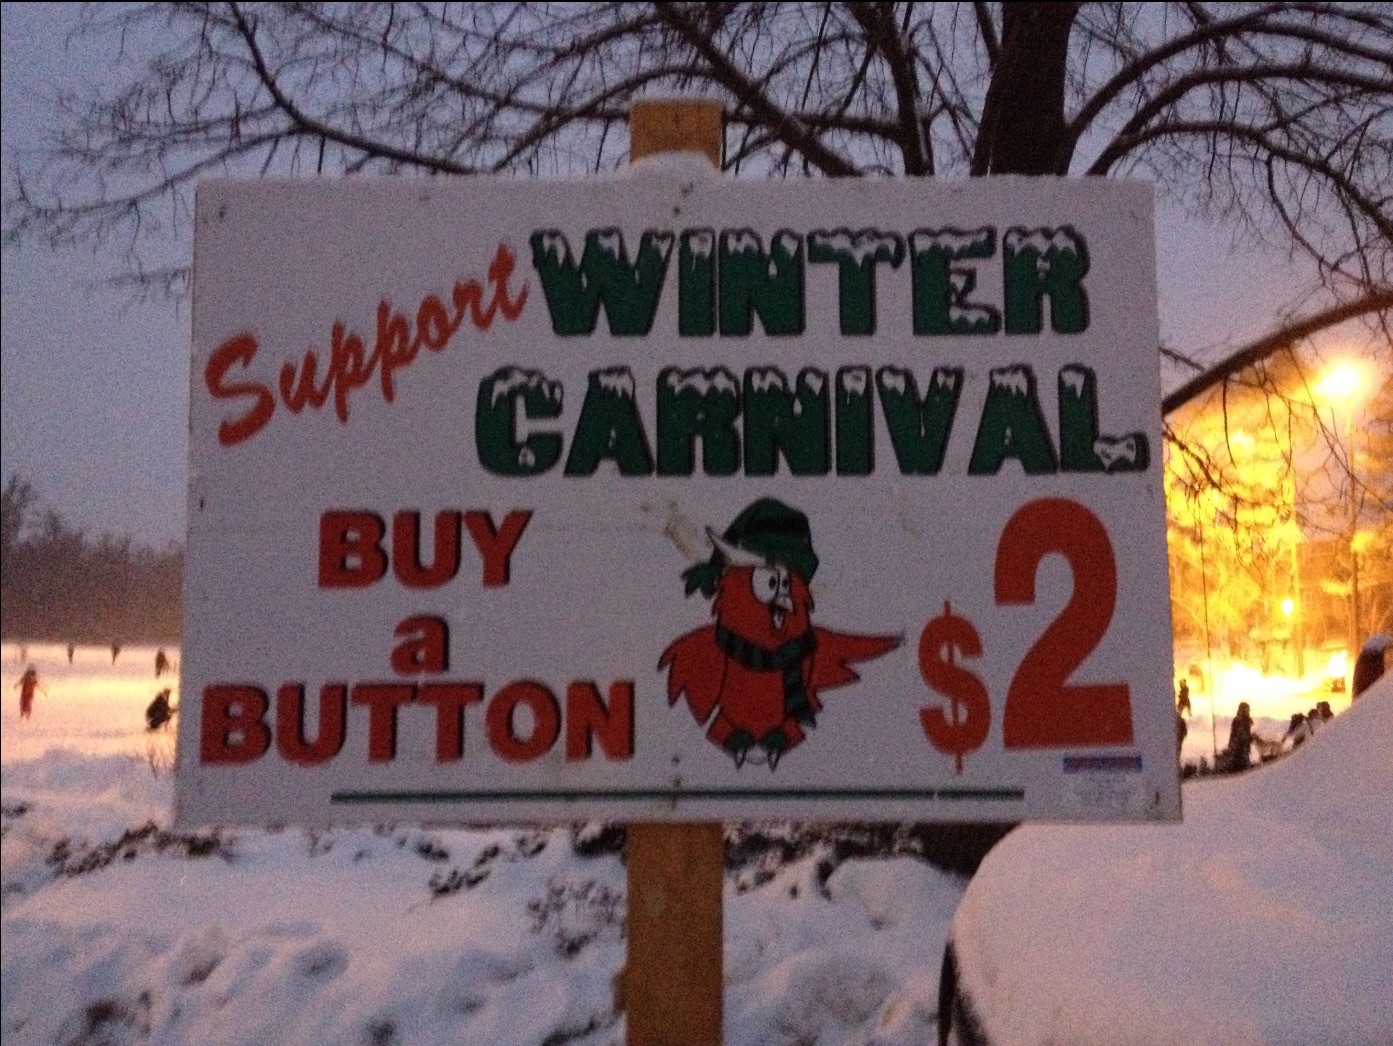 Support WINTER
CARNIVAL
BUY
a
BUTTON
$2